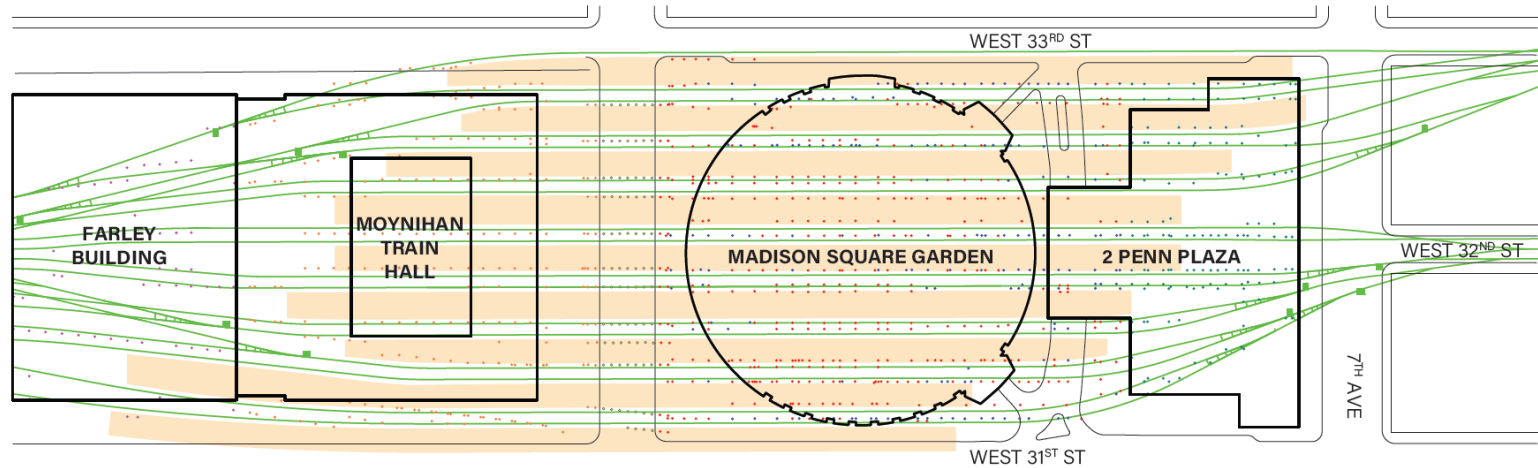 WEST 33RD ST
FARLEY
BUILDING
MOYNIHAN
TRAIN
HALL
MADISON SQUARE GARDEN
2 PENN PLAZA
WEST 32ND ST
7TH AVE
WEST 31ST ST